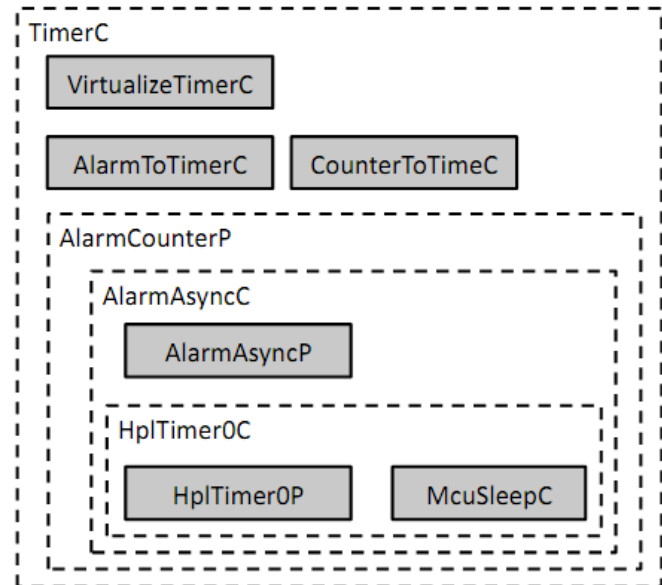 TimerC
VirtualizeTimerC
AlarmToTimerC
CounterToTimeC
AlarmCounterP
AlarmAsyncC
AlarmAsyncP
HplTimer0C
HplTimer0P
McuSleepC